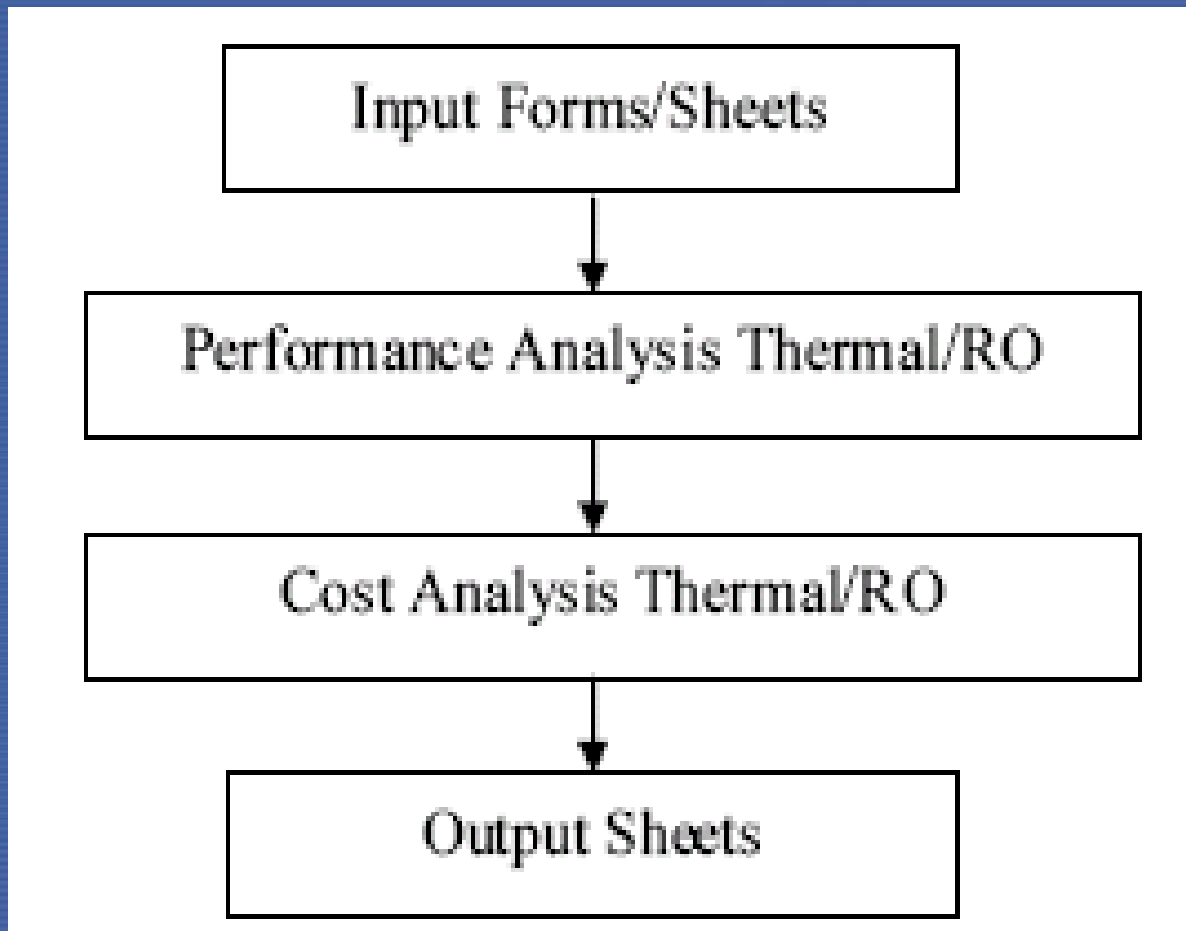 Input Forms/Sheets
Performance Analysis Thermal/RO
Cost Analysis Thermal/RO
Output Sheets